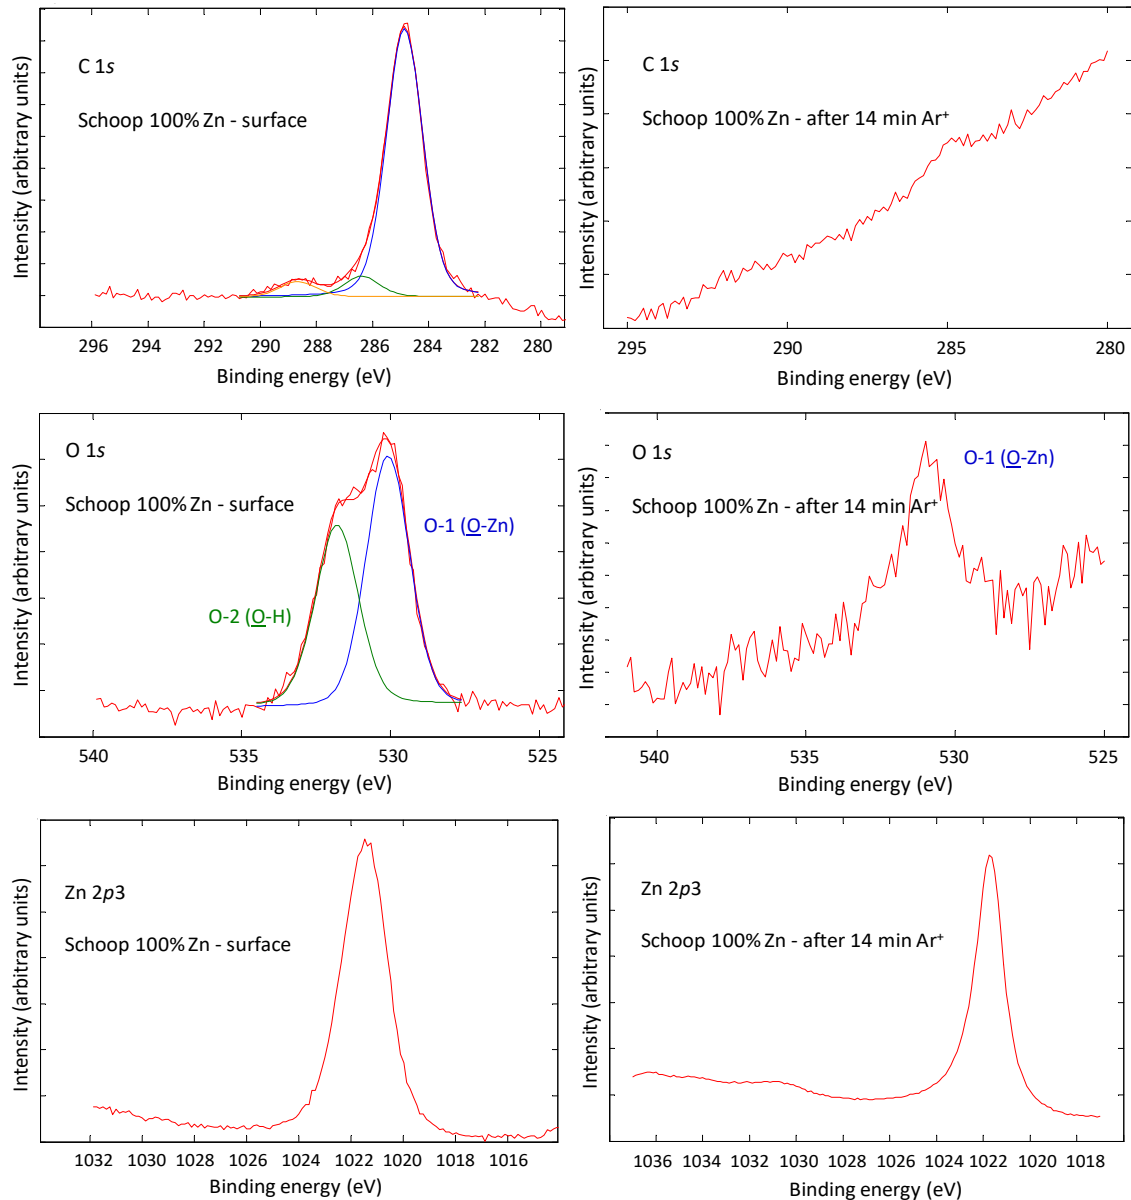 Intensity (arbitrary units)
C 1s
Schoop 100% Zn - surface
296 294 292 290 288 286 284 282 280
Binding energy (eV)
Intensity (arbitrary units)
C 1s
Schoop 100% Zn - after 14 min Ar⁺
295 290 285 280
Binding energy (eV)
Intensity (arbitrary units)
O 1s
Schoop 100% Zn - surface
O-1 (O-Zn)
O-2 (O-H)
540 535 530 525
Binding energy (eV)
Intensity (arbitrary units)
O 1s
O-1 (O-Zn)
Schoop 100% Zn - after 14 min Ar⁺
540 535 530 525
Binding energy (eV)
Intensity (arbitrary units)
Zn 2p3
Schoop 100% Zn - surface
1032 1030 1028 1026 1024 1022 1020 1018 1016
Binding energy (eV)
Intensity (arbitrary units)
Zn 2p3
Schoop 100% Zn - after 14 min Ar⁺
1036 1034 1032 1030 1028 1026 1024 1022 1020 1018
Binding energy (eV)